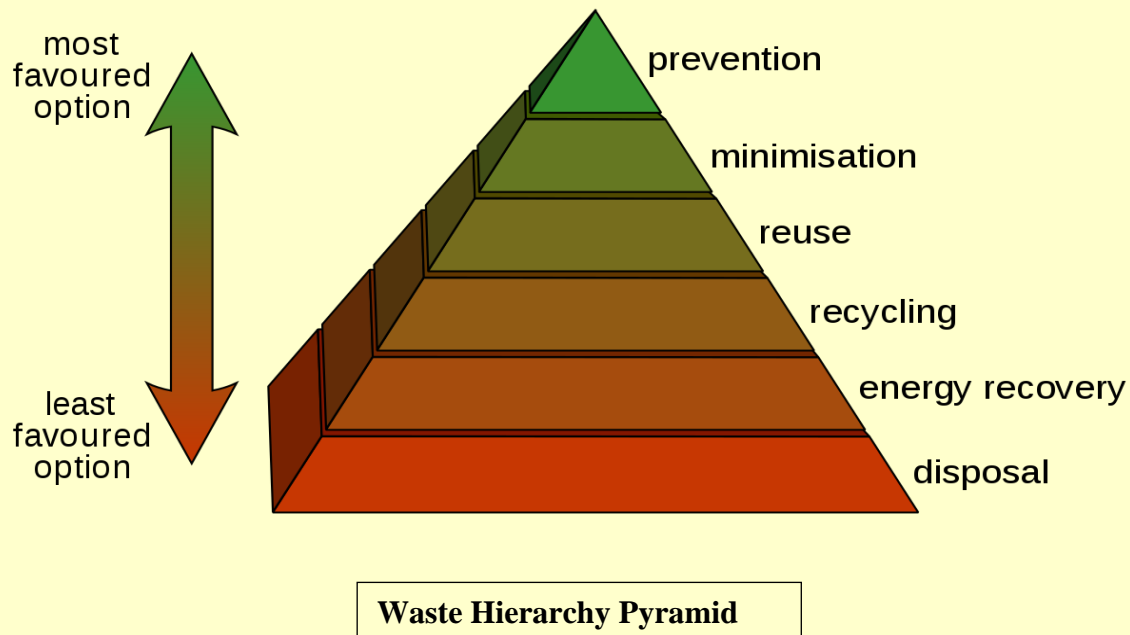 most
favoured
option
prevention
minimisation
reuse
recycling
energy recovery
least
favoured
option
disposal
Waste Hierarchy Pyramid